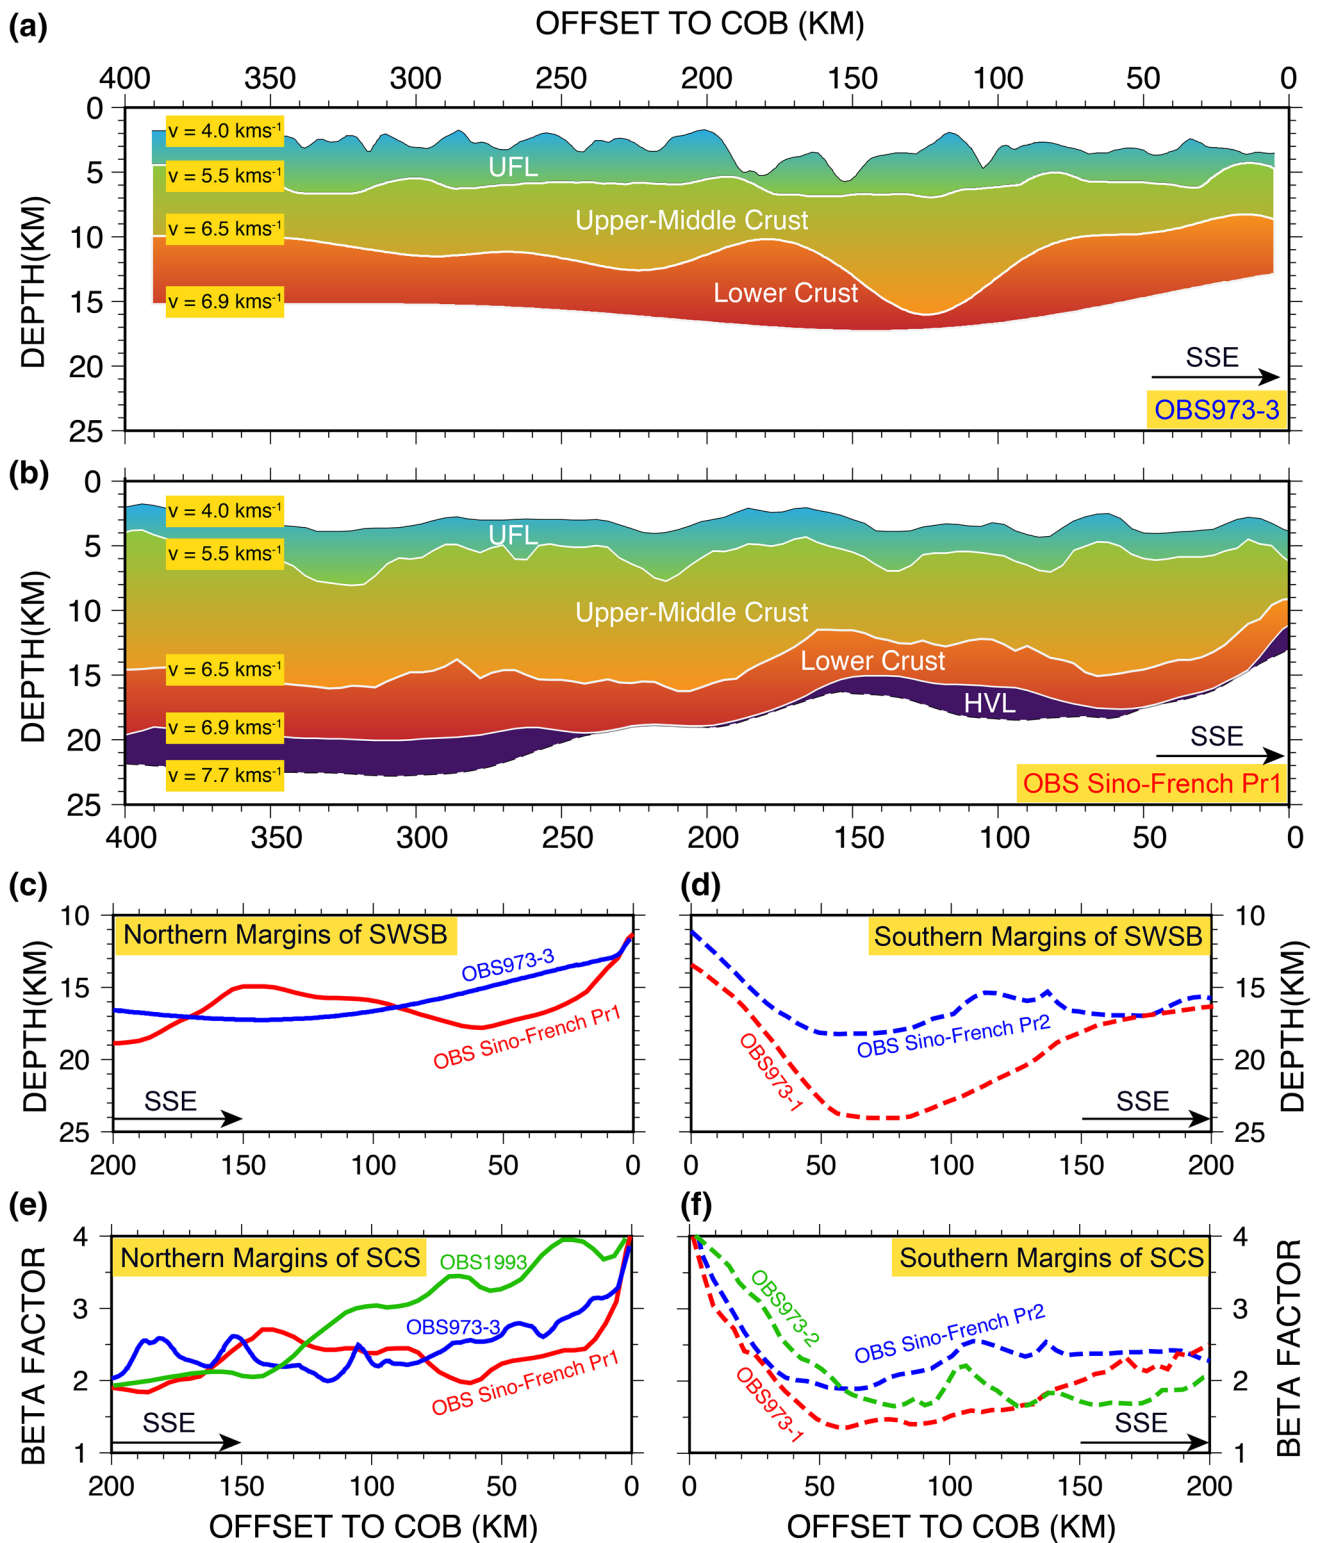 (a)
OFFSET TO COB (KM)
400 350 300 250 200 150 100 50 0
0
5
10
15
20
25
DEPTH(KM)
v = 4.0 kms-1
v = 5.5 kms-1
v = 6.5 kms-1
v = 6.9 kms-1
UFL
Upper-Middle Crust
Lower Crust
SSE
OBS973-3
400 350 300 250 200 150 100 50 0
(b)
0
5
10
15
20
25
DEPTH(KM)
v = 4.0 kms-1
v = 5.5 kms-1
v = 6.5 kms-1
v = 6.9 kms-1
v = 7.7 kms-1
UFL
Upper-Middle Crust
Lower Crust
HVL
SSE
OBS Sino-French Pr1
400 350 300 250 200 150 100 50 0
(c)
10
15
20
25
DEPTH(KM)
Northern Margins of SWSB
OBS973-3
OBS Sino-French Pr1
SSE
200 150 100 50 0
(d)
Southern Margins of SWSB
OBS Sino-French Pr2
OBS973-1
SSE
10
15
20
25
DEPTH(KM)
0 50 100 150 200
(e)
4
3
2
1
BETA FACTOR
Northern Margins of SCS
OBS1993
OBS973-3
OBS Sino-French Pr1
SSE
200 150 100 50 0
OFFSET TO COB (KM)
(f)
Southern Margins of SCS
OBS973-2
OBS Sino-French Pr2
OBS973-1
SSE
4
3
2
1
BETA FACTOR
0 50 100 150 200
OFFSET TO COB (KM)